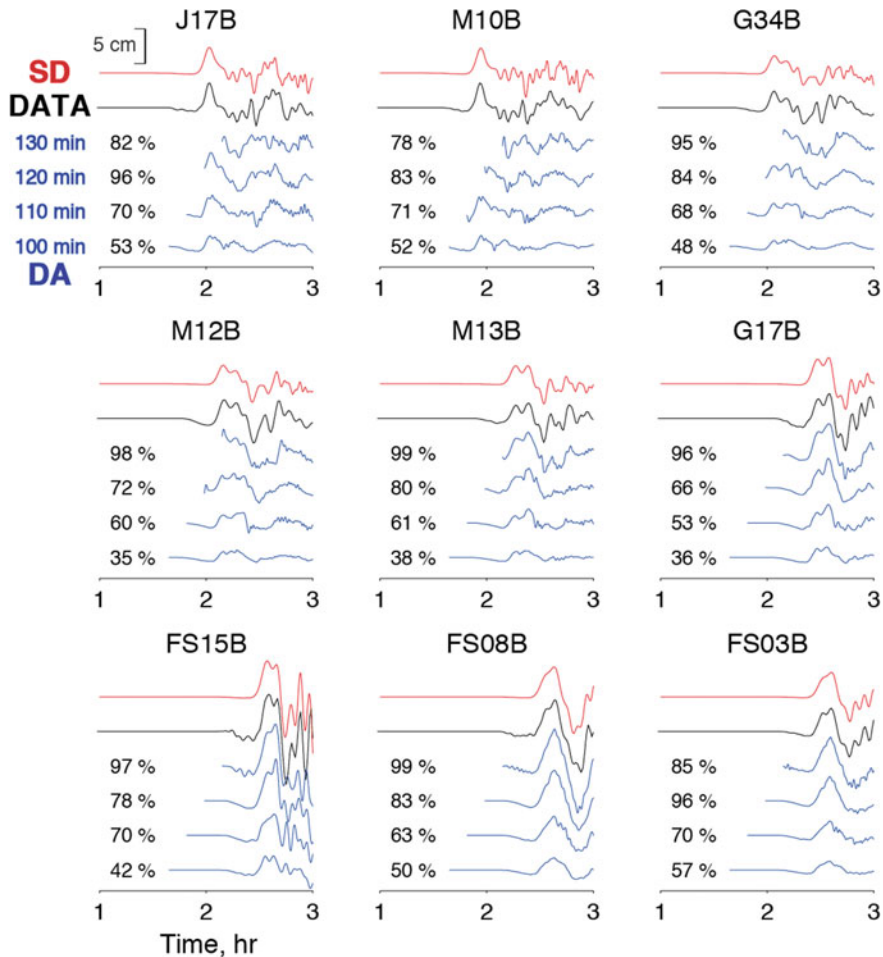 J17B M10B G34B
5 cm
SD
DATA
130 min 82 % 78 % 95 %
120 min 96 % 83 % 84 %
110 min 70 % 71 % 68 %
100 min 53 % 52 % 48 %
DA
1 2 3 1 2 3 1 2 3
M12B M13B G17B
98 % 99 % 96 %
72 % 80 % 66 %
60 % 61 % 53 %
35 % 38 % 36 %
1 2 3 1 2 3 1 2 3
FS15B FS08B FS03B
97 % 99 % 85 %
78 % 83 % 96 %
70 % 63 % 70 %
42 % 50 % 57 %
1 2 3 1 2 3 1 2 3
Time, hr